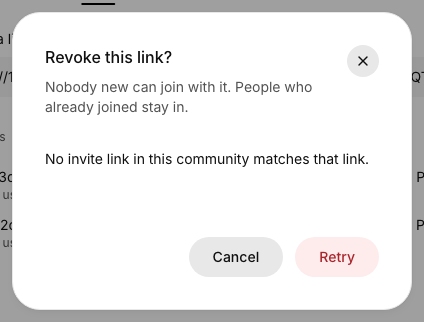 Revoke this link?
Nobody new can join with it. People who
already joined stay in.
No invite link in this community matches that link.
Cancel
Retry